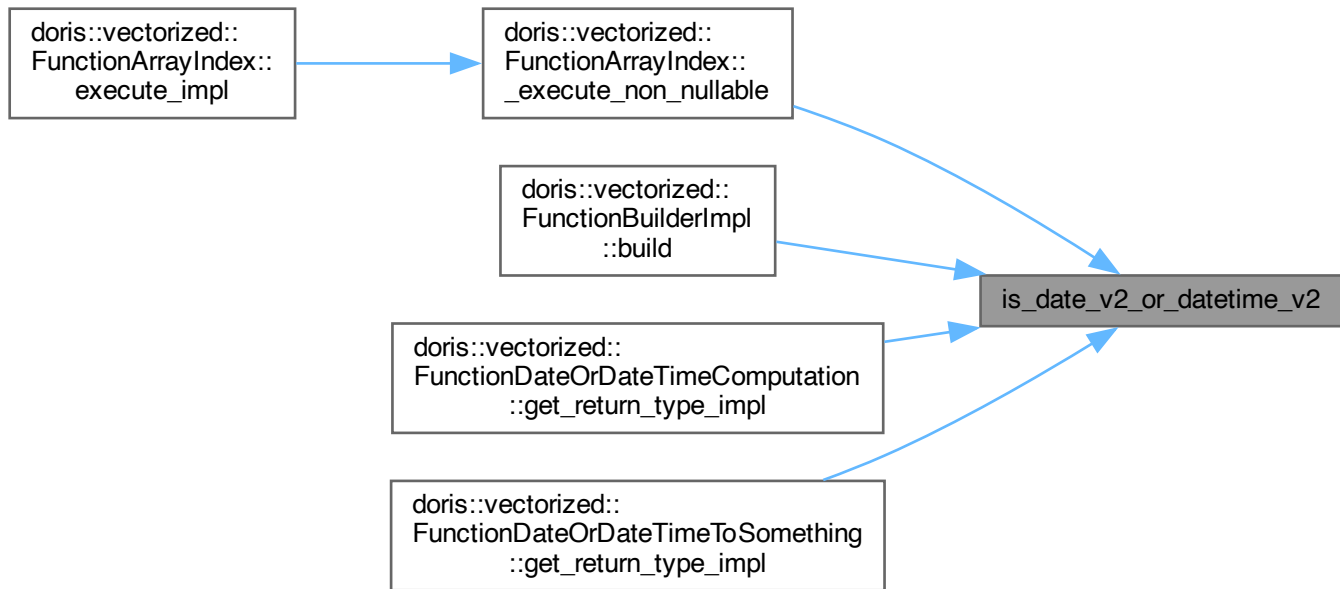 doris::vectorized::
FunctionArrayIndex::
execute_impl
doris::vectorized::
FunctionArrayIndex::
_execute_non_nullable
doris::vectorized::
FunctionBuilderImpl
::build
is_date_v2_or_datetime_v2
doris::vectorized::
FunctionDateOrDateTimeComputation
::get_return_type_impl
doris::vectorized::
FunctionDateOrDateTimeToSomething
::get_return_type_impl